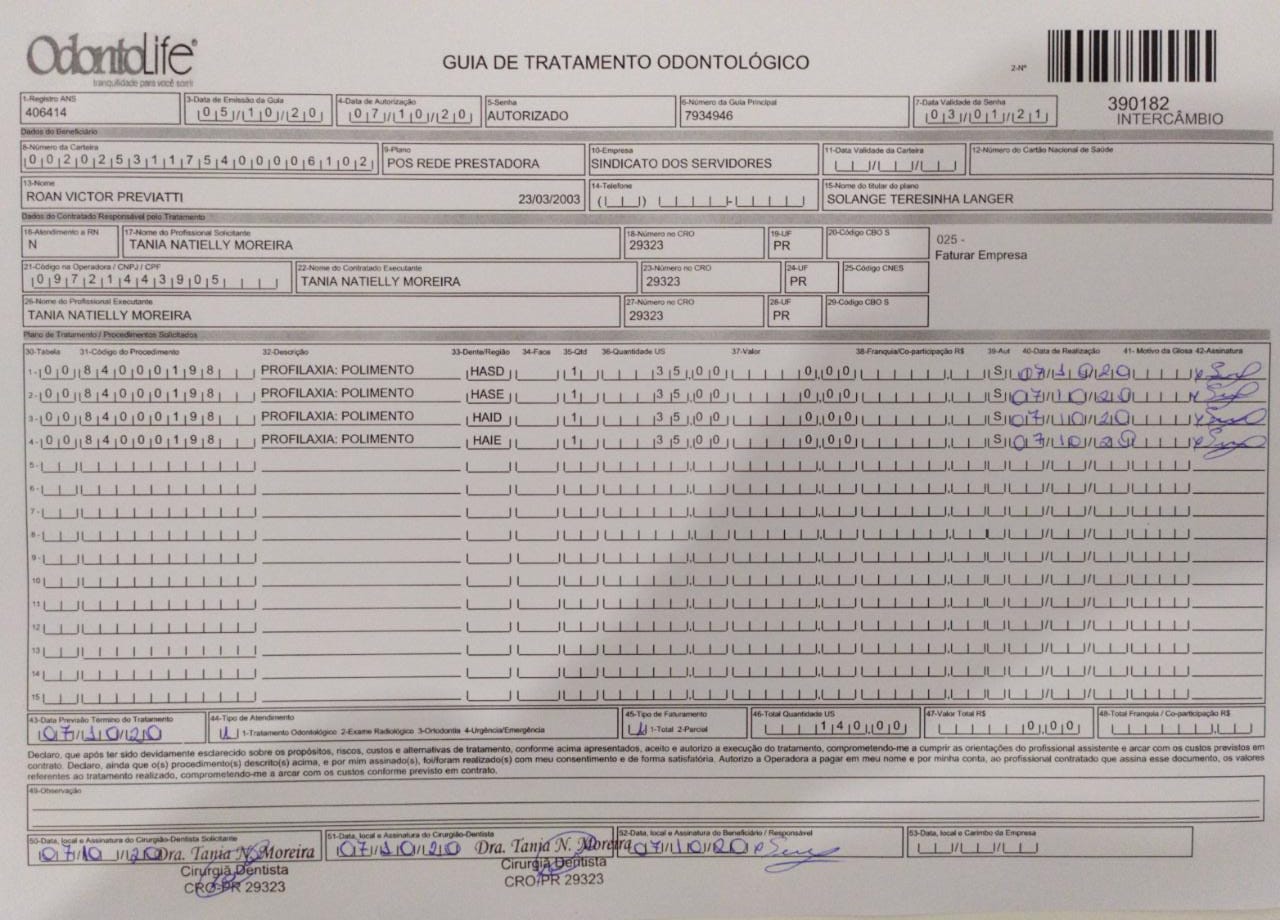 OdontoLife®
tranquilidade para você sorrir
GUIA DE TRATAMENTO ODONTOLÓGICO
2-Nº
390182
INTERCÂMBIO
1-Registro ANS 3-Data de Emissão da Guia 4-Data de Autorização 5-Senha 6-Número da Guia Principal 7-Data Validade da Senha
406414 05/10/20 07/10/20 AUTORIZADO 7934946 03/01/21
Dados do Beneficiário
8-Número da Carteira 9-Plano 10-Empresa 11-Data Validade da Carteira 12-Número do Cartão Nacional de Saúde
00202531175400006102 POS REDE PRESTADORA SINDICATO DOS SERVIDORES
13-Nome 14-Telefone 15-Nome do titular do plano
ROAN VICTOR PREVIATTI 23/03/2003 SOLANGE TERESINHA LANGER
Dados do Contratado Responsável pelo Tratamento
16-Atendimento a RN 17-Nome do Profissional Solicitante 18-Número no CRO 19-UF 20-Código CBO S 025 -
N TANIA NATIELLY MOREIRA 29323 PR Faturar Empresa
21-Código na Operadora / CNPJ / CPF 22-Nome do Contratado Executante 23-Número no CRO 24-UF 25-Código CNES
09721443905 TANIA NATIELLY MOREIRA 29323 PR
26-Nome do Profissional Executante 27-Número no CRO 28-UF 29-Código CBO S
TANIA NATIELLY MOREIRA 29323 PR
Plano de Tratamento / Procedimentos Solicitados
30-Tabela 31-Código do Procedimento 32-Descrição 33-Dente/Região 34-Face 35-Qtd 36-Quantidade US 37-Valor 38-Franquia/Co-participação R$ 39-Aut 40-Data de Realização 41- Motivo da Glosa 42-Assinatura
1- 00 84000198 PROFILAXIA: POLIMENTO HASD 1 35,00 0,00 S 07/10/20
2- 00 84000198 PROFILAXIA: POLIMENTO HASE 1 35,00 0,00 S 07/10/20
3- 00 84000198 PROFILAXIA: POLIMENTO HAID 1 35,00 0,00 S 07/10/20
4- 00 84000198 PROFILAXIA: POLIMENTO HAIE 1 35,00 0,00 S 07/10/20
5-
6-
7-
8-
9-
10
11
12
13
14
15
43-Data Previsão Término do Tratamento 44-Tipo de Atendimento 45-Tipo de Faturamento 46-Total Quantidade US 47-Valor Total R$ 48-Total Franquia / Co-participação R$
07/10/20 1 1-Tratamento Odontológico 2-Exame Radiológico 3-Ortodontia 4-Urgência/Emergência 1 1-Total 2-Parcial 140,00 0,00
Declaro, que após ter sido devidamente esclarecido sobre os propósitos, riscos, custos e alternativas de tratamento, conforme acima apresentados, aceito e autorizo a execução do tratamento, comprometendo-me a cumprir as orientações do profissional assistente e arcar com os custos previstos em
contrato. Declaro, ainda que o(s) procedimento(s) descrito(s) acima, e por mim assinado(s), foi/foram realizado(s) com meu consentimento e de forma satisfatória. Autorizo a Operadora a pagar em meu nome e por minha conta, ao profissional contratado que assina esse documento, os valores
referentes ao tratamento realizado, comprometendo-me a arcar com os custos conforme previsto em contrato.
49-Observação
50-Data, local e Assinatura do Cirurgião-Dentista Solicitante 51-Data, local e Assinatura do Cirurgião-Dentista 52-Data, local e Assinatura do Beneficiário / Responsável 53-Data, local e Carimbo da Empresa
07/10/20 Dra. Tania N. Moreira 07/10/20 Dra. Tania N. Moreira 07/10/20
Cirurgiã Dentista Cirurgiã Dentista
CRO-PR 29323 CRO/PR 29323